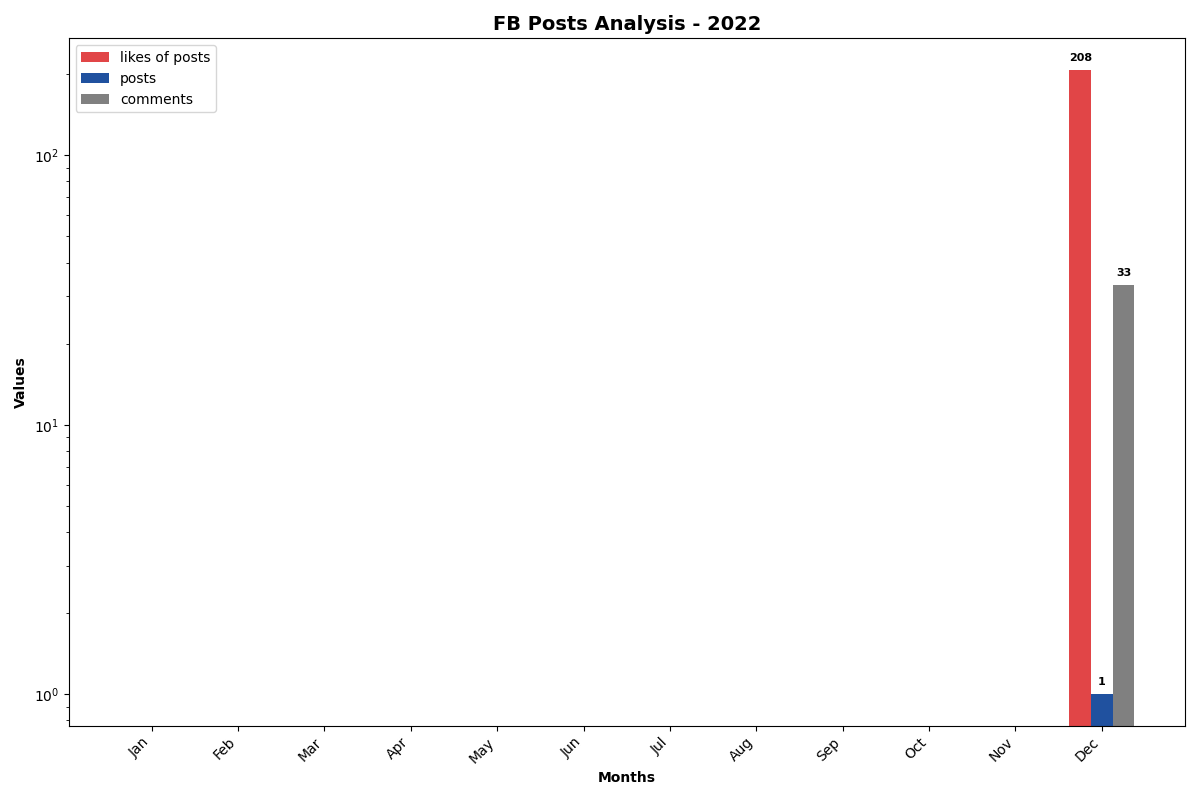 FB Posts Analysis - 2022
likes of posts
posts
comments
208
33
1
10²
10¹
10⁰
Values
Jan
Feb
Mar
Apr
May
Jun
Jul
Aug
Sep
Oct
Nov
Dec
Months